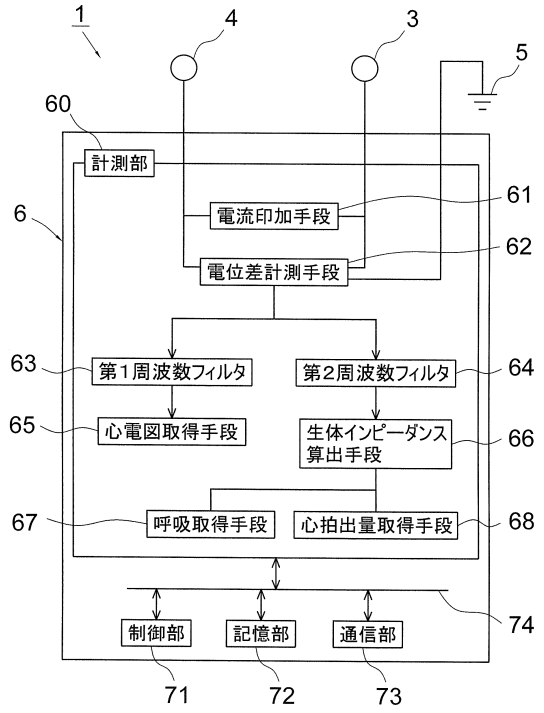 1
4
3
5
60
計測部
61
電流印加手段
6
62
電位差計測手段
63
第1周波数フィルタ
第2周波数フィルタ
64
65
心電図取得手段
生体インピーダンス
算出手段
66
67
呼吸取得手段
心拍出量取得手段
68
74
制御部
記憶部
通信部
71
72
73